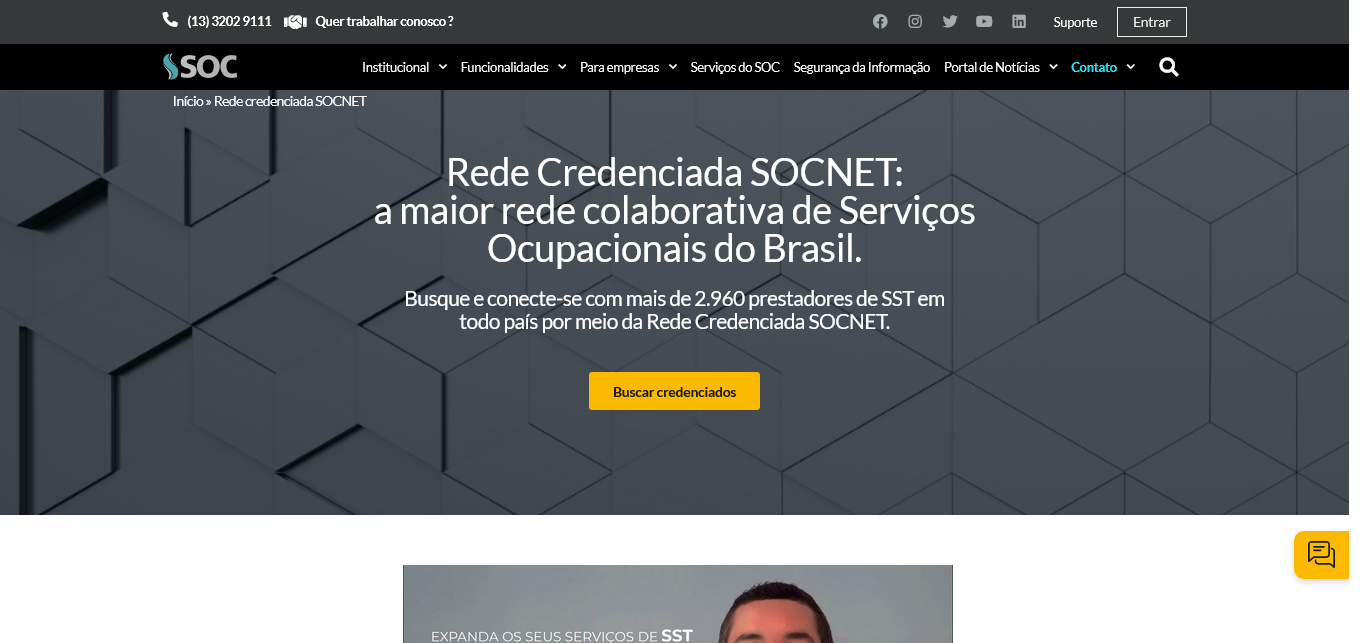 (13) 3202 9111 Quer trabalhar conosco ? Suporte Entrar
SOC Institucional Funcionalidades Para empresas Serviços do SOC Segurança da Informação Portal de Notícias Contato
Início » Rede credenciada SOCNET
Rede Credenciada SOCNET:
a maior rede colaborativa de Serviços
Ocupacionais do Brasil.
Busque e conecte-se com mais de 2.960 prestadores de SST em
todo país por meio da Rede Credenciada SOCNET.
Buscar credenciados
EXPANDA OS SEUS SERVIÇOS DE SST